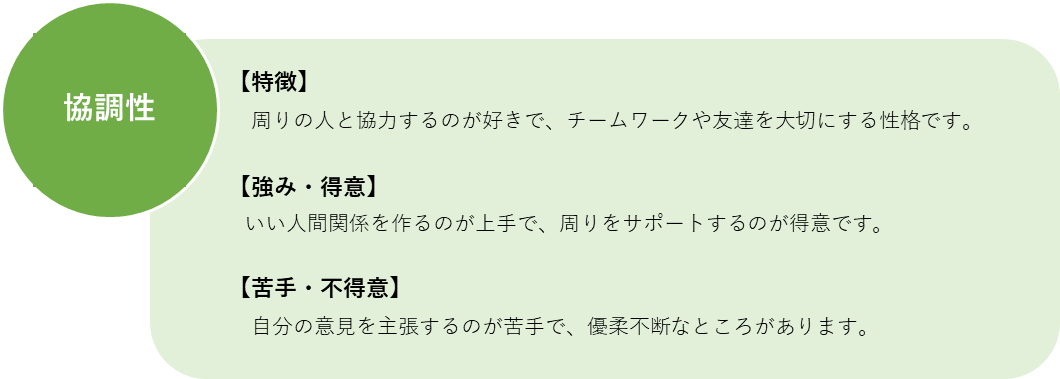 協調性
【特徴】
周りの人と協力するのが好きで、チームワークや友達を大切にする性格です。
【強み・得意】
いい人間関係を作るのが上手で、周りをサポートするのが得意です。
【苦手・不得意】
自分の意見を主張するのが苦手で、優柔不断なところがあります。